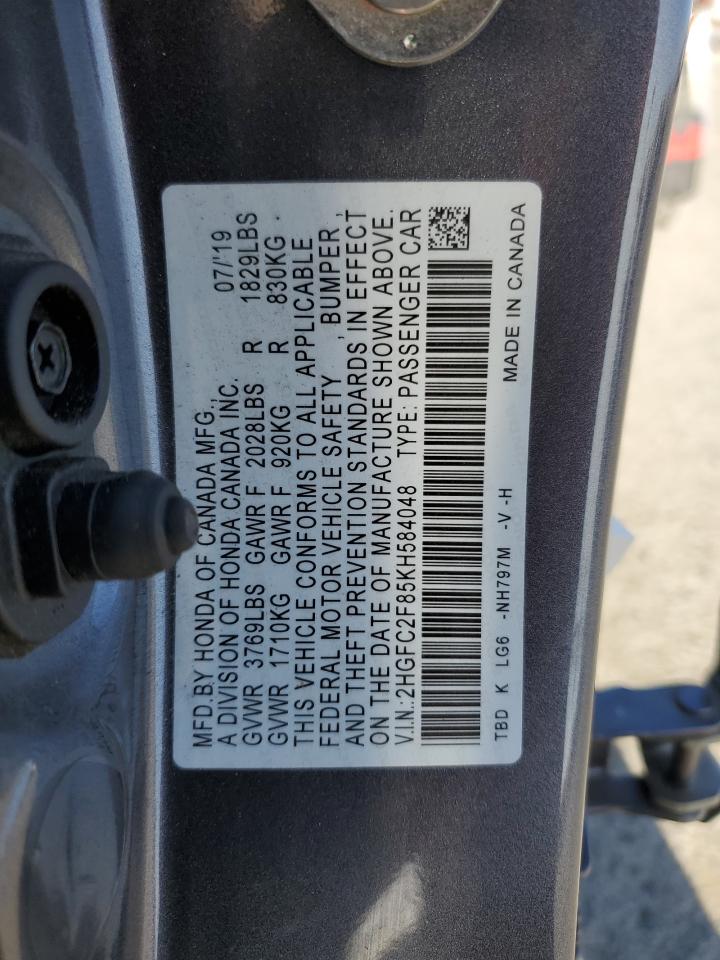 MFD.BY HONDA OF CANADA MFG., 07/'19
A DIVISION OF HONDA CANADA INC.
GVWR 3769LBS GAWR F 2028LBS R 1829LBS
GVWR 1710KG GAWR F 920KG R 830KG
THIS VEHICLE CONFORMS TO ALL APPLICABLE
FEDERAL MOTOR VEHICLE SAFETY , BUMPER ,
AND THEFT PREVENTION STANDARDS IN EFFECT
ON THE DATE OF MANUFACTURE SHOWN ABOVE.
V.I.N.:2HGFC2F85KH584048 TYPE: PASSENGER CAR
TBD K LG6 -NH797M -V -H MADE IN CANADA